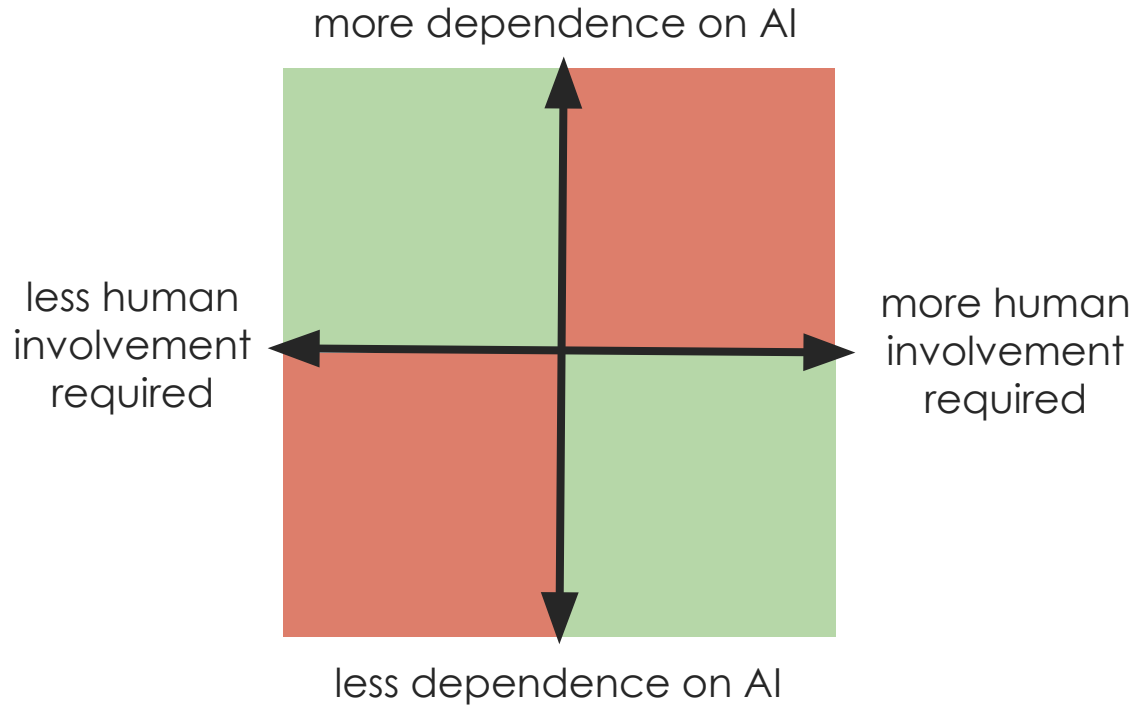 more dependence on AI
less human
involvement
required
more human
involvement
required
less dependence on AI